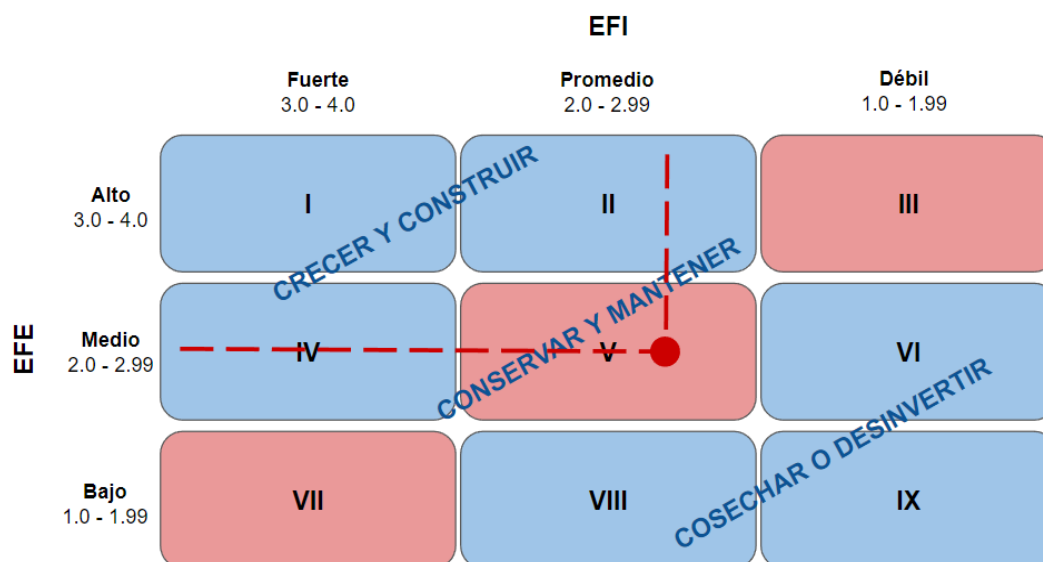 EFI
Fuerte
3.0 - 4.0
Promedio
2.0 - 2.99
Débil
1.0 - 1.99
EFE
Alto
3.0 - 4.0
I
II
III
CRECER Y CONSTRUIR
Medio
2.0 - 2.99
IV
V
VI
CONSERVAR Y MANTENER
Bajo
1.0 - 1.99
VII
VIII
IX
COSECHAR O DESINVERTIR